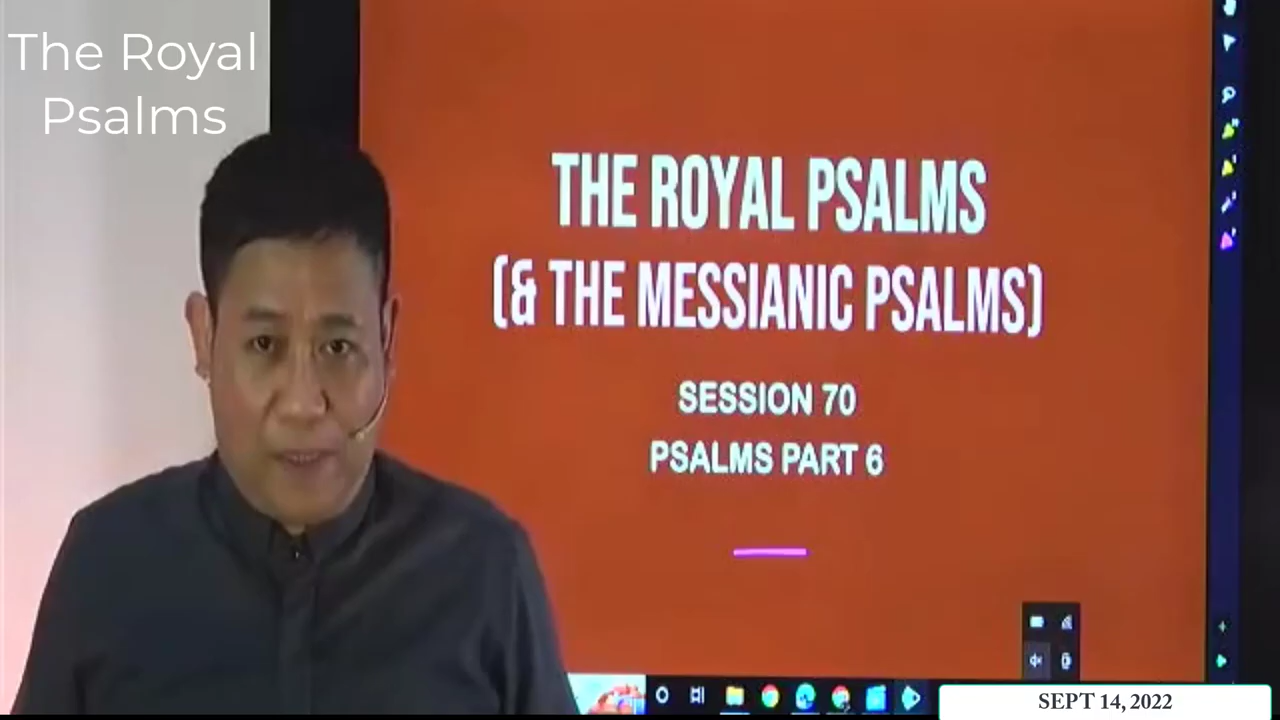 The Royal
Psalms
THE ROYAL PSALMS
(& THE MESSIANIC PSALMS)
SESSION 70
PSALMS PART 6
SEPT 14, 2022